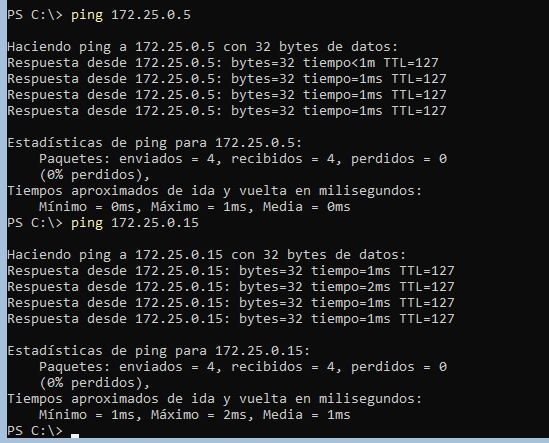 PS C:\> ping 172.25.0.5
Haciendo ping a 172.25.0.5 con 32 bytes de datos:
Respuesta desde 172.25.0.5: bytes=32 tiempo<1m TTL=127
Respuesta desde 172.25.0.5: bytes=32 tiempo=1ms TTL=127
Respuesta desde 172.25.0.5: bytes=32 tiempo=1ms TTL=127
Respuesta desde 172.25.0.5: bytes=32 tiempo=1ms TTL=127
Estadísticas de ping para 172.25.0.5:
Paquetes: enviados = 4, recibidos = 4, perdidos = 0
(0% perdidos),
Tiempos aproximados de ida y vuelta en milisegundos:
Mínimo = 0ms, Máximo = 1ms, Media = 0ms
PS C:\> ping 172.25.0.15
Haciendo ping a 172.25.0.15 con 32 bytes de datos:
Respuesta desde 172.25.0.15: bytes=32 tiempo=1ms TTL=127
Respuesta desde 172.25.0.15: bytes=32 tiempo=2ms TTL=127
Respuesta desde 172.25.0.15: bytes=32 tiempo=1ms TTL=127
Respuesta desde 172.25.0.15: bytes=32 tiempo=1ms TTL=127
Estadísticas de ping para 172.25.0.15:
Paquetes: enviados = 4, recibidos = 4, perdidos = 0
(0% perdidos),
Tiempos aproximados de ida y vuelta en milisegundos:
Mínimo = 1ms, Máximo = 2ms, Media = 1ms
PS C:\>